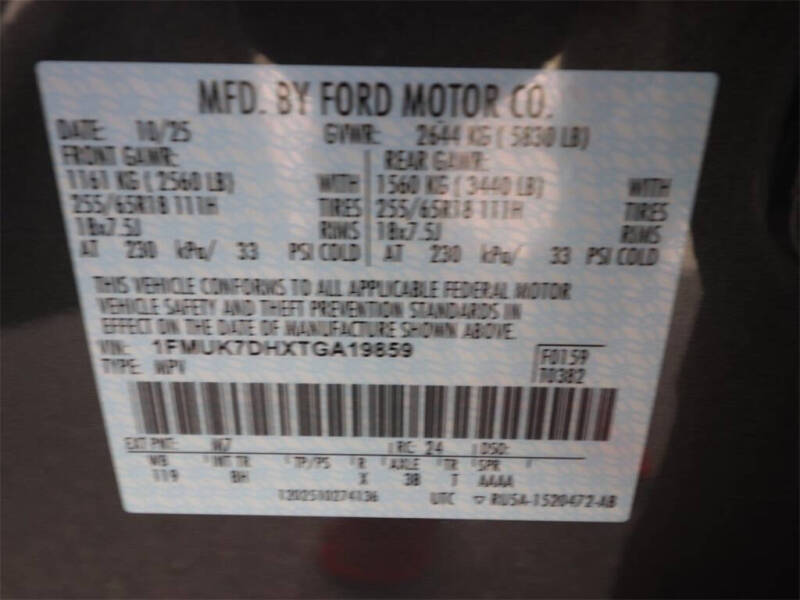 MFD. BY FORD MOTOR CO.
DATE: 10/25 GVWR: 2644 KG ( 5830 LB)
FRONT GAWR: REAR GAWR:
1161 KG ( 2560 LB) WITH 1560 KG ( 3440 LB) WITH
255/65R18 111H TIRES 255/65R18 111H TIRES
18x7.5J RIMS 18x7.5J RIMS
AT 230 kPa/ 33 PSI COLD AT 230 kPa/ 33 PSI COLD
THIS VEHICLE CONFORMS TO ALL APPLICABLE FEDERAL MOTOR
VEHICLE SAFETY AND THEFT PREVENTION STANDARDS IN
EFFECT ON THE DATE OF MANUFACTURE SHOWN ABOVE.
VIN: 1FMUK7DHXTGA19859 F0159
TYPE: MPV T0382
EXT PNT: M7 RC: 24 DSO:
WB INT TR TP/PS R AXLE TR SPR
119 BH X 3B T AAAA
1202510274136 UTC RU5A-1520472-AB